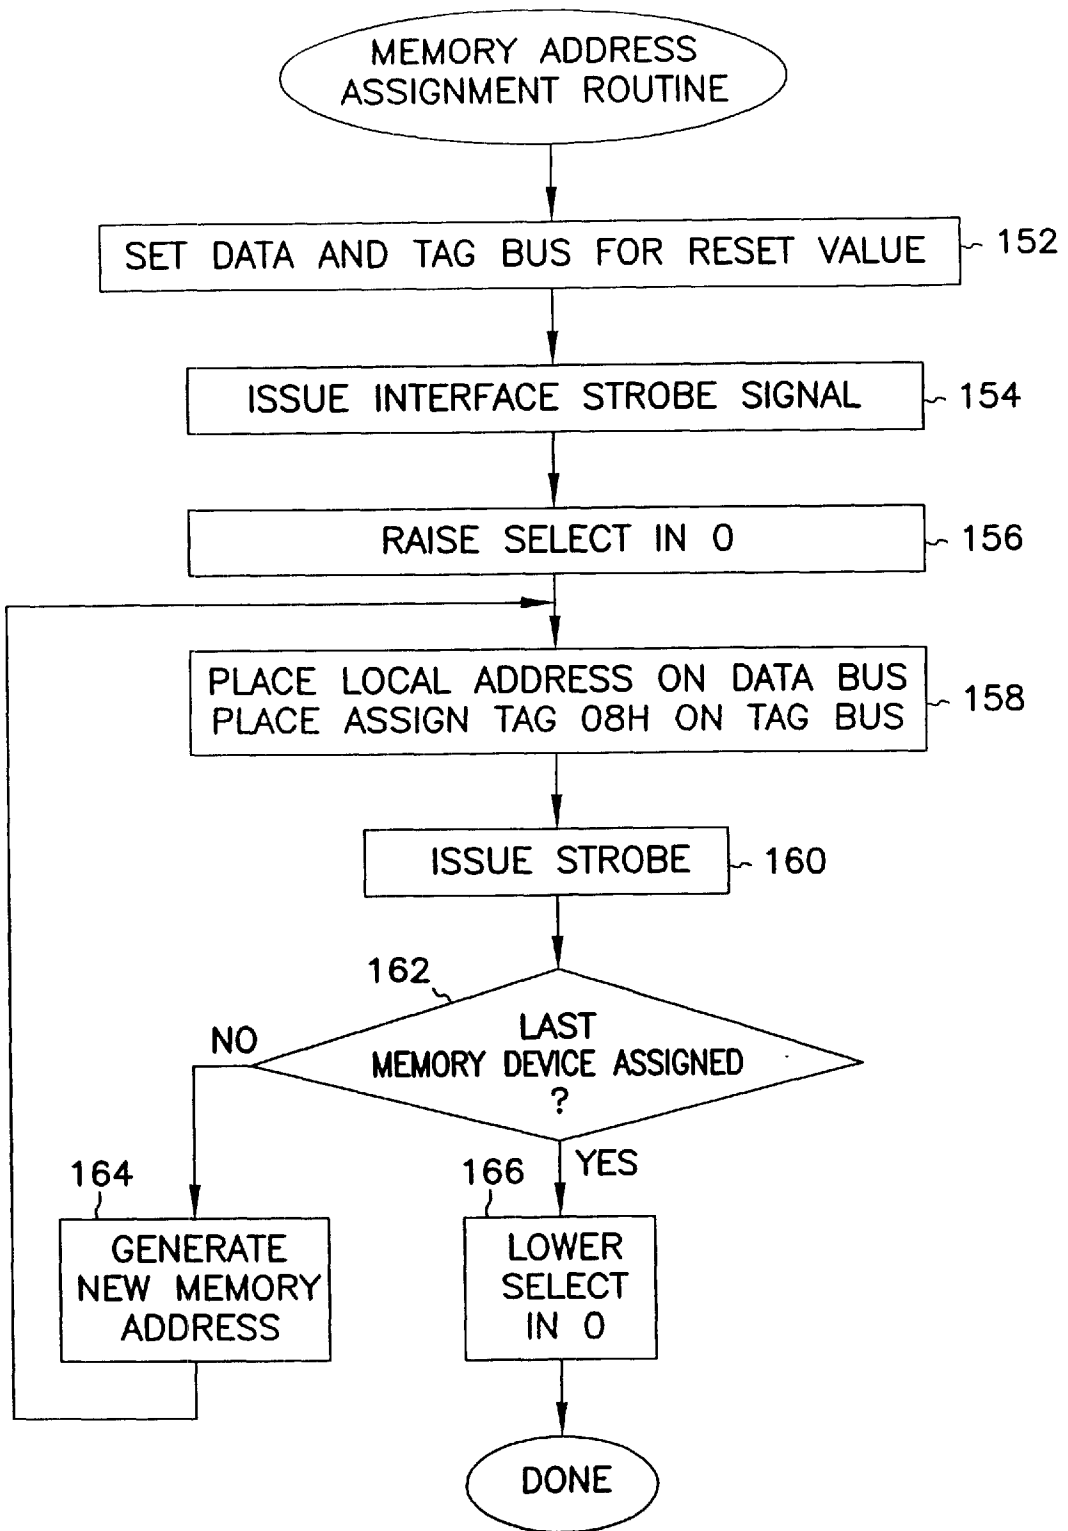 MEMORY ADDRESS
ASSIGNMENT ROUTINE
SET DATA AND TAG BUS FOR RESET VALUE
152
ISSUE INTERFACE STROBE SIGNAL
154
RAISE SELECT IN 0
156
PLACE LOCAL ADDRESS ON DATA BUS
PLACE ASSIGN TAG 08H ON TAG BUS
158
ISSUE STROBE
160
162
LAST
MEMORY DEVICE ASSIGNED
?
NO
YES
164
GENERATE
NEW MEMORY
ADDRESS
166
LOWER
SELECT
IN 0
DONE